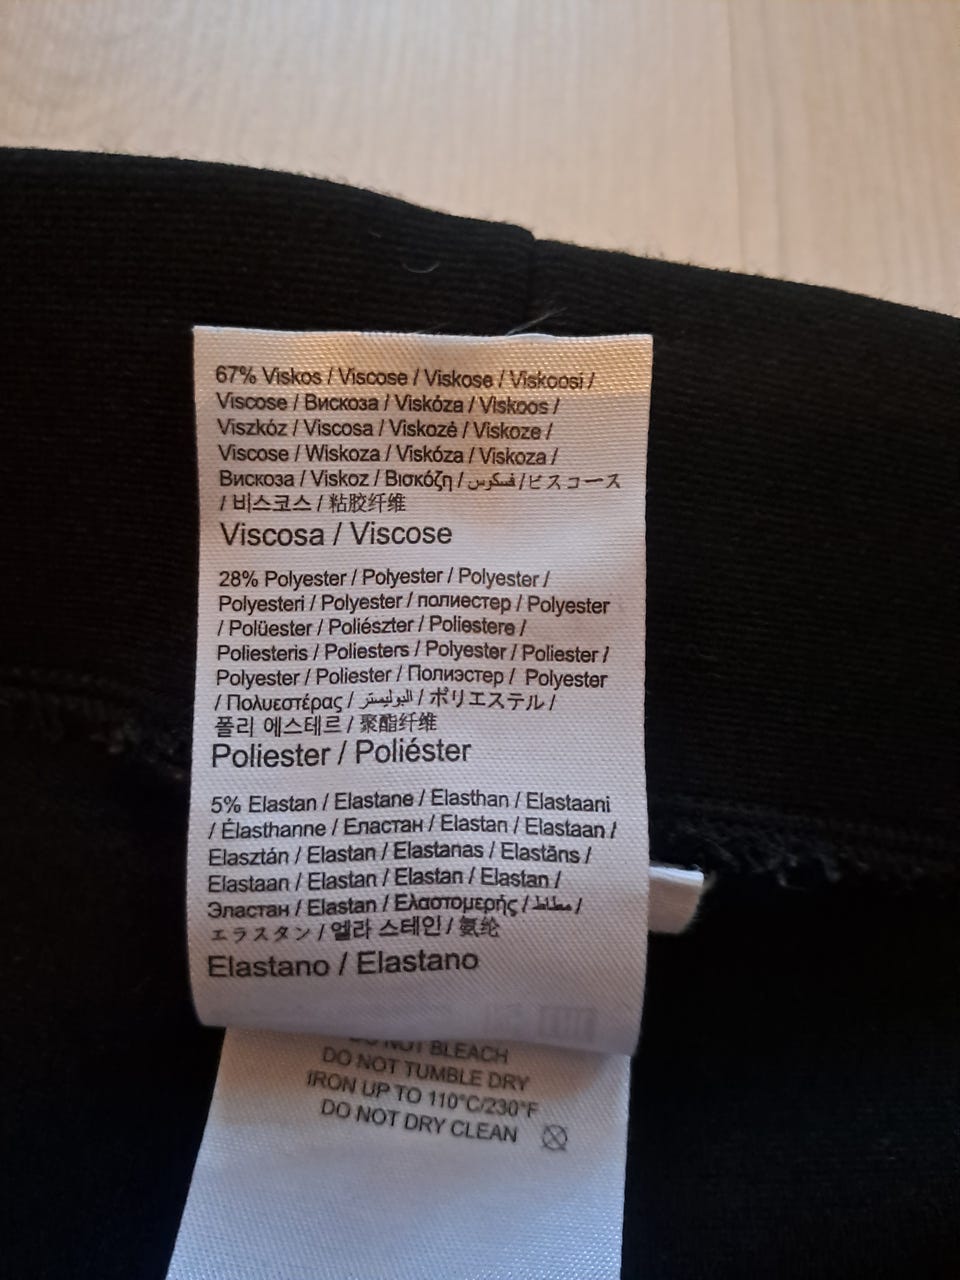 67% Viskos / Viscose / Viskose / Viskoosi /
Viscose / Вискоза / Viskóza / Viskoos /
Viszkóz / Viscosa / Viskozė / Viskoze /
Viscose / Wiskoza / Viskóza / Viskoza /
Вискоза / Viskoz / Βισκόζη / فسكوس / ビスコース
/ 비스코스 / 粘胶纤维
Viscosa / Viscose
28% Polyester / Polyester / Polyester /
Polyesteri / Polyester / полиестер / Polyester
/ Polüester / Poliészter / Poliestere /
Poliesteris / Poliesters / Polyester / Poliester /
Polyester / Poliester / Полиэстер / Polyester
/ Πολυεστέρας / البوليستر / ポリエステル /
폴리 에스테르 / 聚酯纤维
Poliester / Poliéster
5% Elastan / Elastane / Elasthan / Elastaani
/ Élasthanne / Еластан / Elastan / Elastaan /
Elasztán / Elastan / Elastanas / Elastāns /
Elastaan / Elastan / Elastan / Elastan /
Эластан / Elastan / Ελαστομερής / مطاط /
エラスタン / 엘라 스테인 / 氨纶
Elastano / Elastano
DO NOT BLEACH
DO NOT TUMBLE DRY
IRON UP TO 110°C/230°F
DO NOT DRY CLEAN